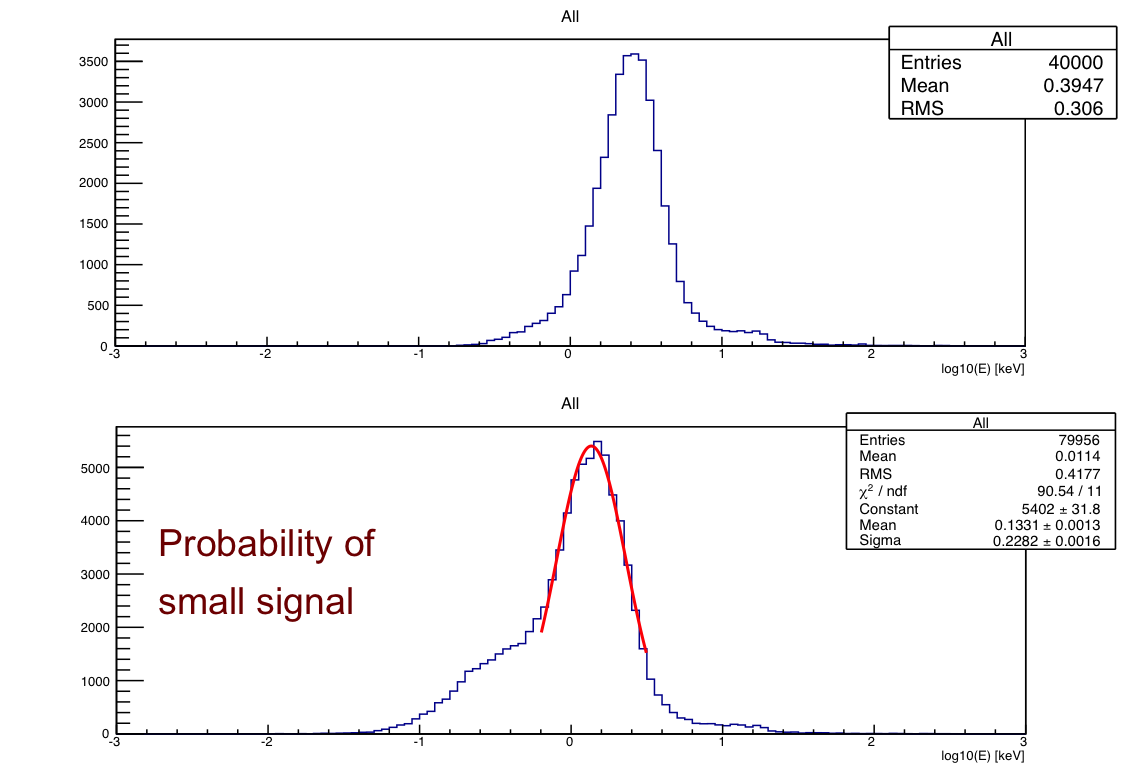 All
All
Entries 40000
Mean 0.3947
RMS 0.306
3500
3000
2500
2000
1500
1000
500
0
-3 -2 -1 0 1 2 3
log10(E) [keV]
All
All
Entries 79956
Mean 0.0114
RMS 0.4177
χ² / ndf 90.54 / 11
Constant 5402 ± 31.8
Mean 0.1331 ± 0.0013
Sigma 0.2282 ± 0.0016
5000
4000
3000
2000
1000
0
Probability of
small signal
-3 -2 -1 0 1 2 3
log10(E) [keV]